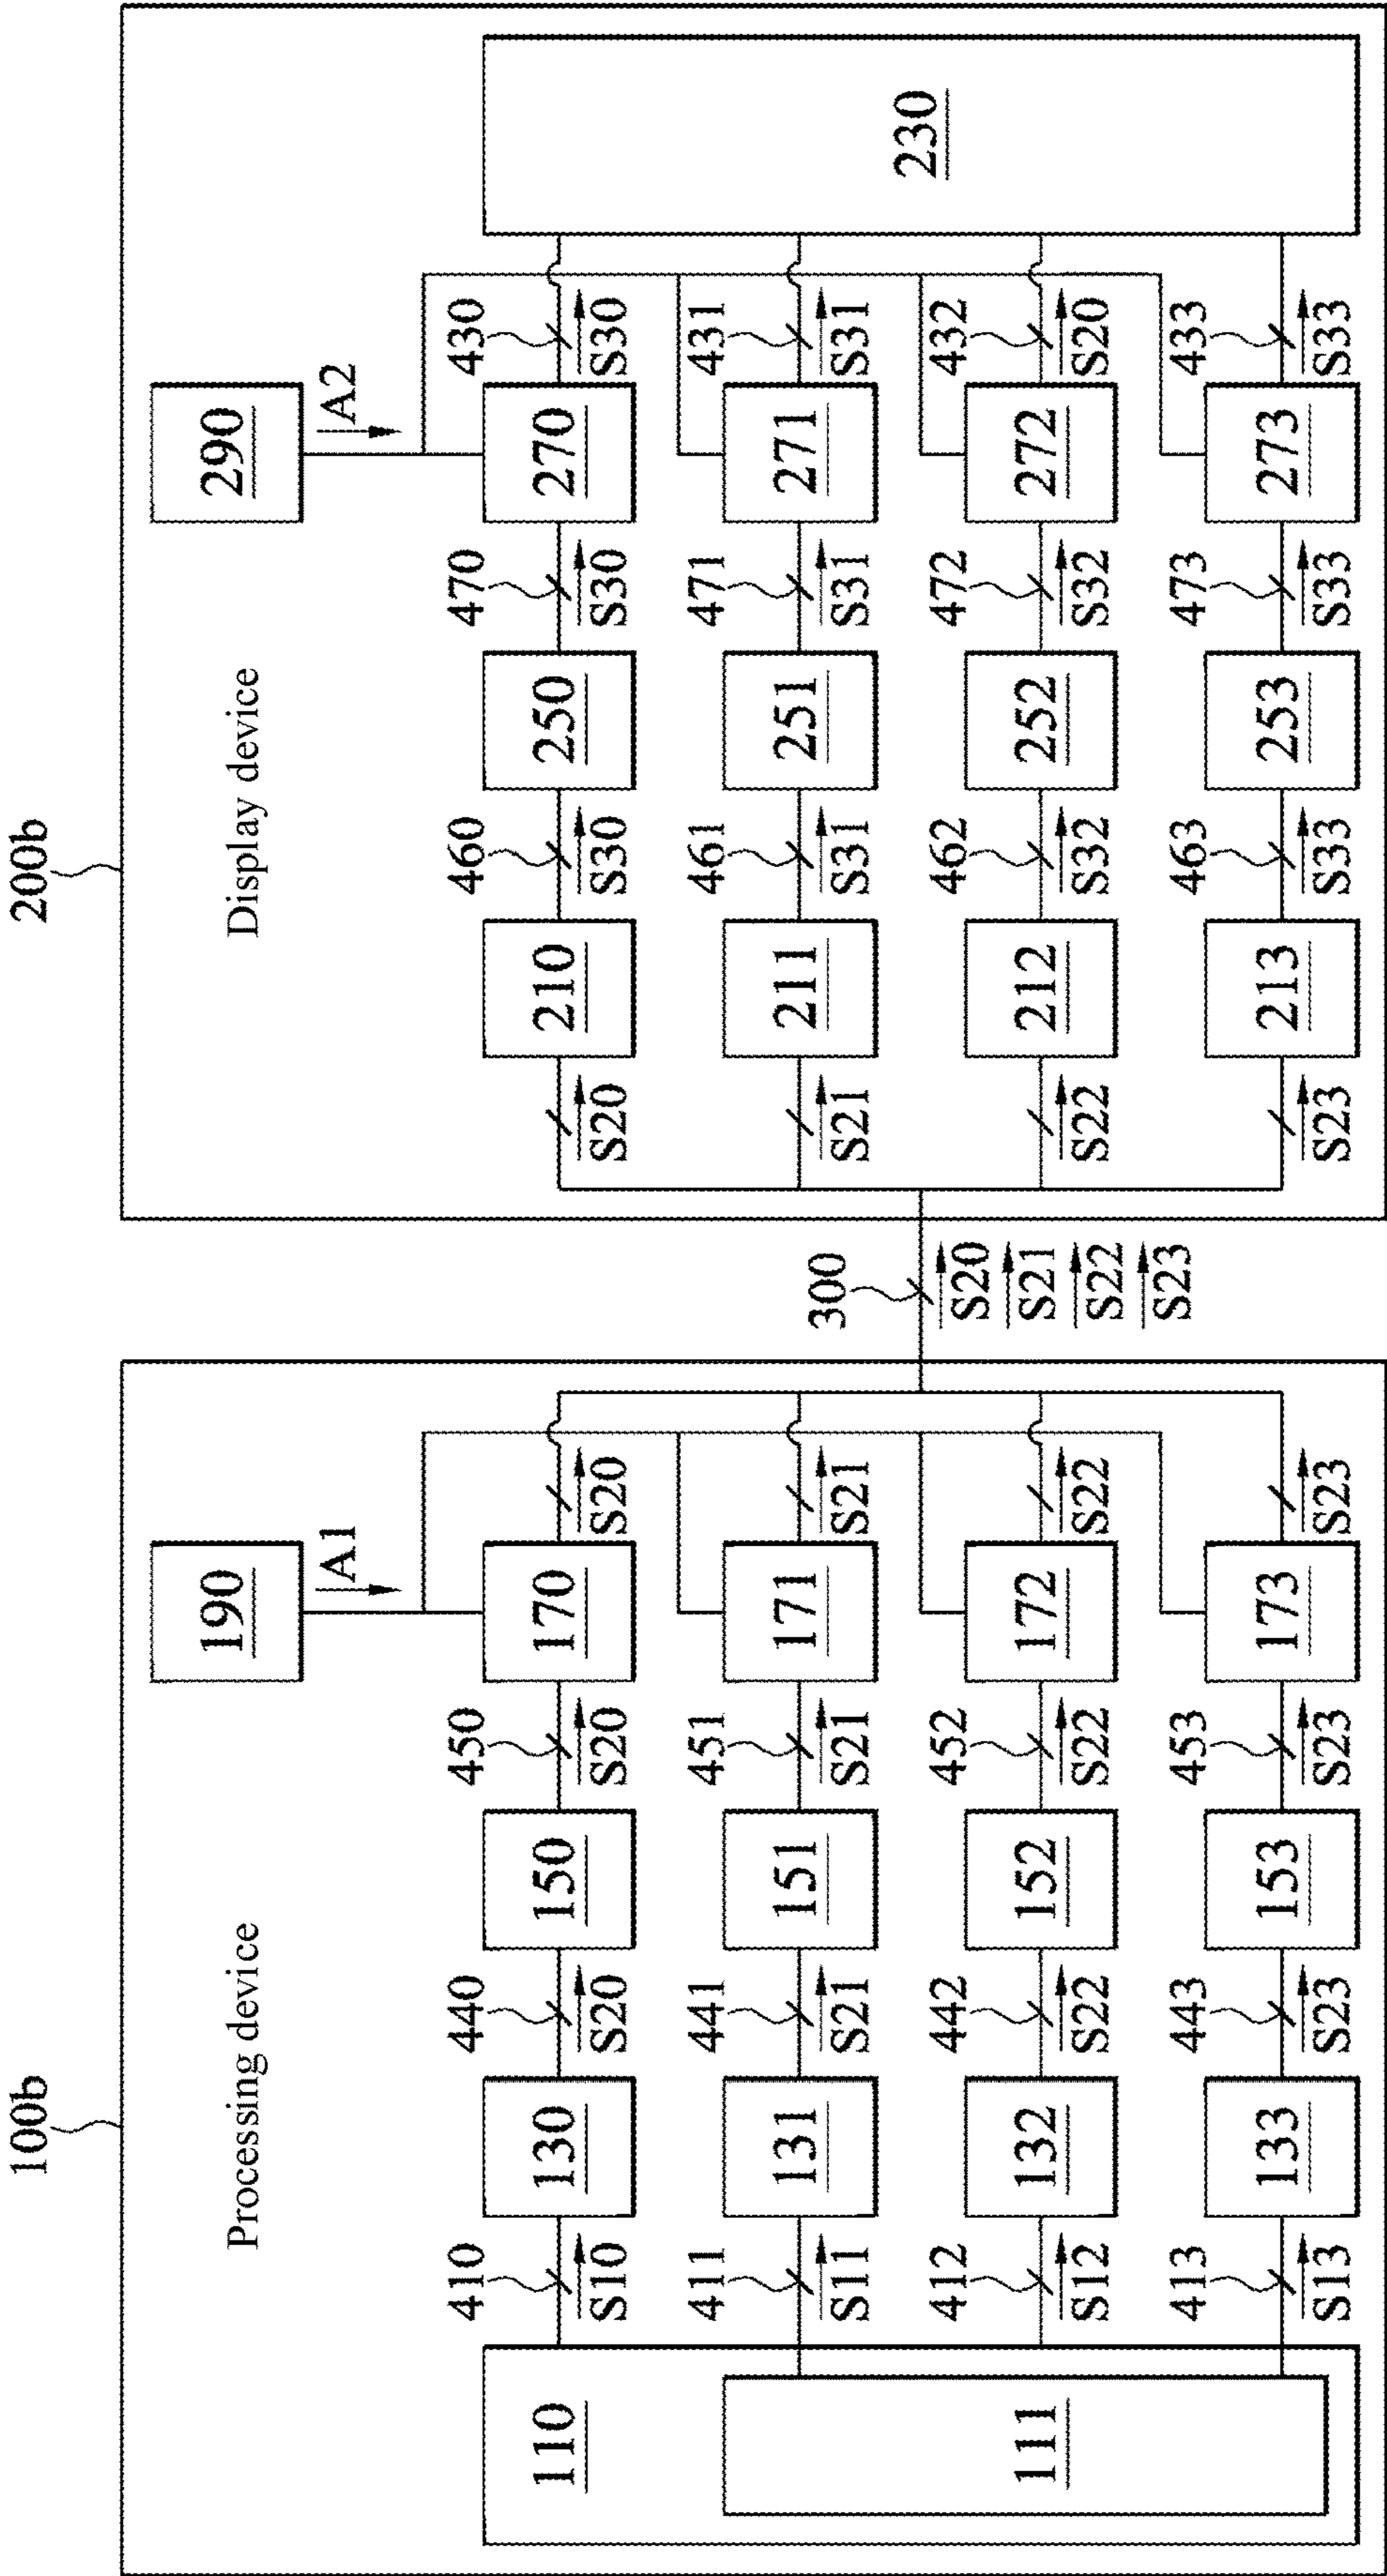 100b
200b
Processing device
Display device
190
A1
290
A2
110
410
S10
130
440
S20
150
450
S20
170
S20
S20
210
460
S30
250
470
S30
270
430
S30
230
111
411
S11
131
441
S21
151
451
S21
171
S21
300
S20
S21
S22
S23
S21
211
461
S31
251
471
S31
271
431
S31
412
S12
132
442
S22
152
452
S22
172
S22
S22
212
462
S32
252
472
S32
272
432
S20
413
S13
133
443
S23
153
453
S23
173
S23
S23
213
463
S33
253
473
S33
273
433
S33